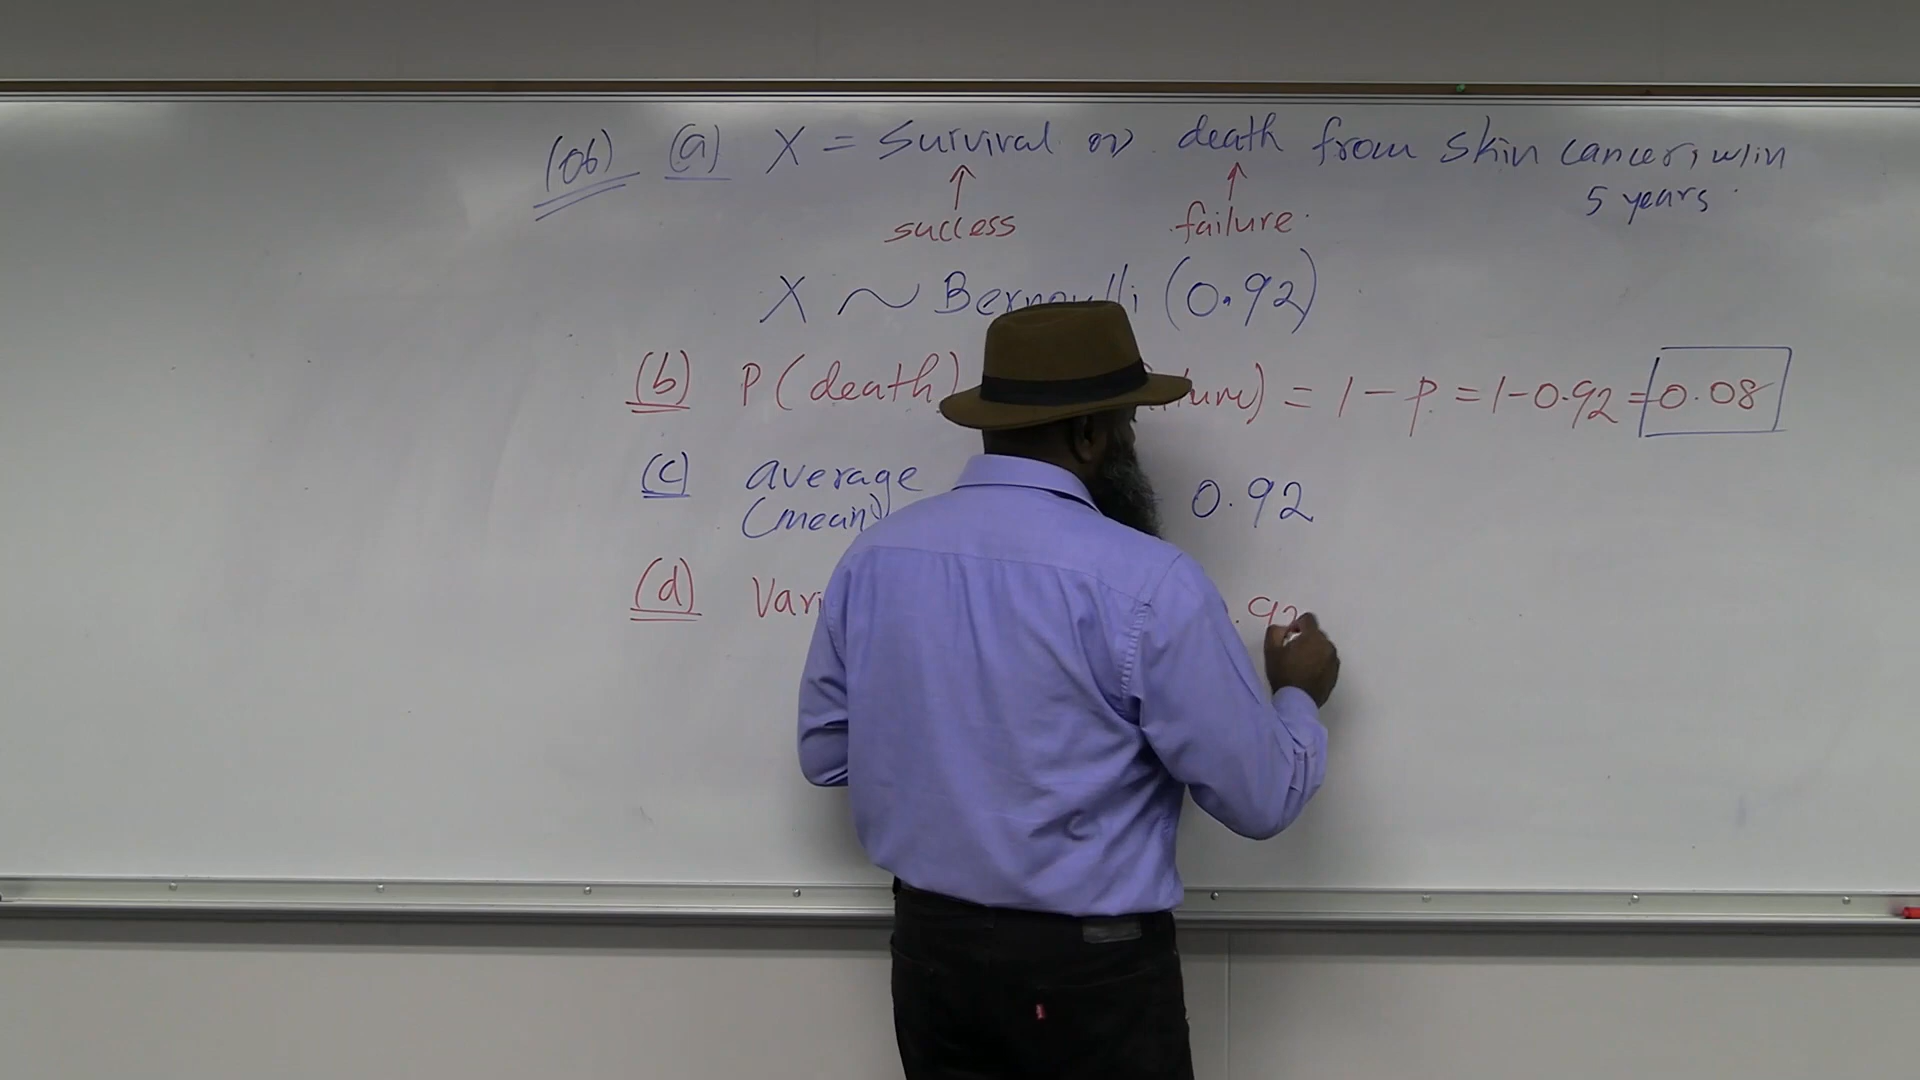 (06) (a) X = Survival or death from skin cancer, w/in
5 years.
↑ ↑
success failure.
X ~ Bernoulli (0.92)
(b) P(death) = 1 - p = 1 - 0.92 = 0.08
(c) average 0.92
(mean)
(d) .92